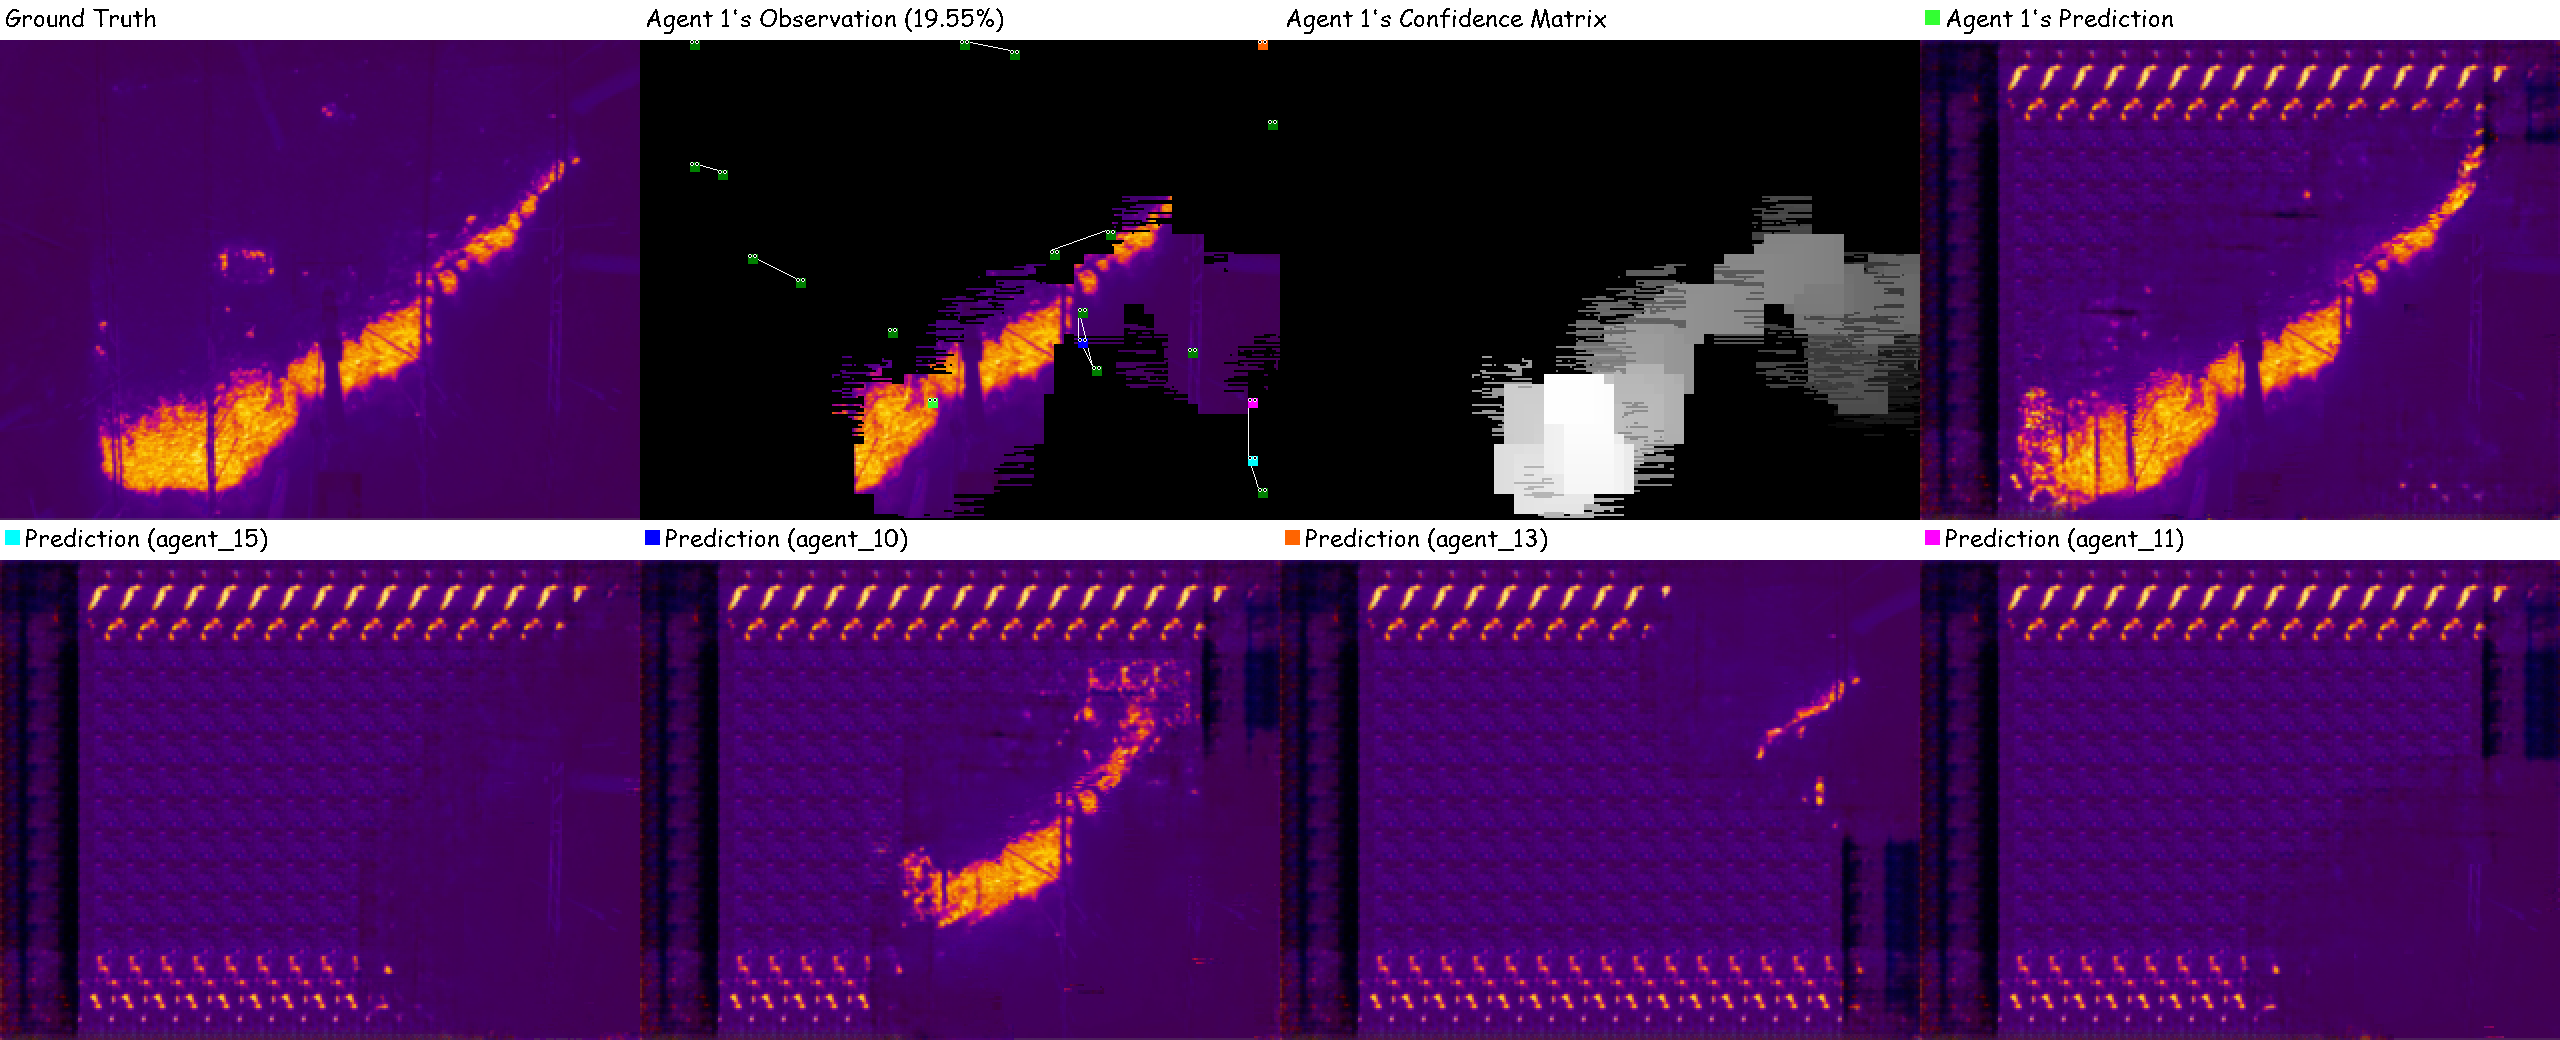 Ground Truth
Agent 1's Observation (19.55%)
Agent 1's Confidence Matrix
Agent 1's Prediction
Prediction (agent_15)
Prediction (agent_10)
Prediction (agent_13)
Prediction (agent_11)